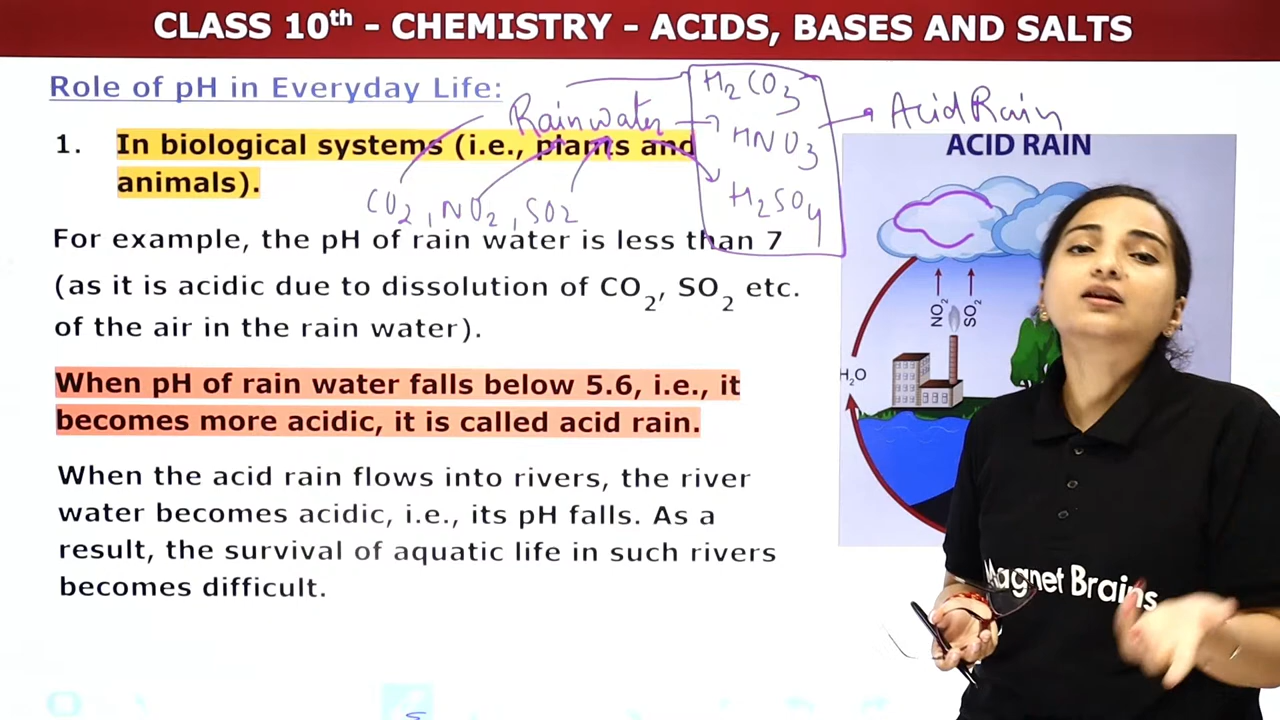 CLASS 10th - CHEMISTRY - ACIDS, BASES AND SALTS
Role of pH in Everyday Life:
Rainwater
H2CO3
HNO3
H2SO4
Acid Rain
1. In biological systems (i.e., plants and
animals).
CO2, NO2, SO2
For example, the pH of rain water is less than 7
(as it is acidic due to dissolution of CO2, SO2 etc.
of the air in the rain water).
When pH of rain water falls below 5.6, i.e., it
becomes more acidic, it is called acid rain.
When the acid rain flows into rivers, the river
water becomes acidic, i.e., its pH falls. As a
result, the survival of aquatic life in such rivers
becomes difficult.
ACID RAIN
NO2
SO2
H2O
Magnet Brains